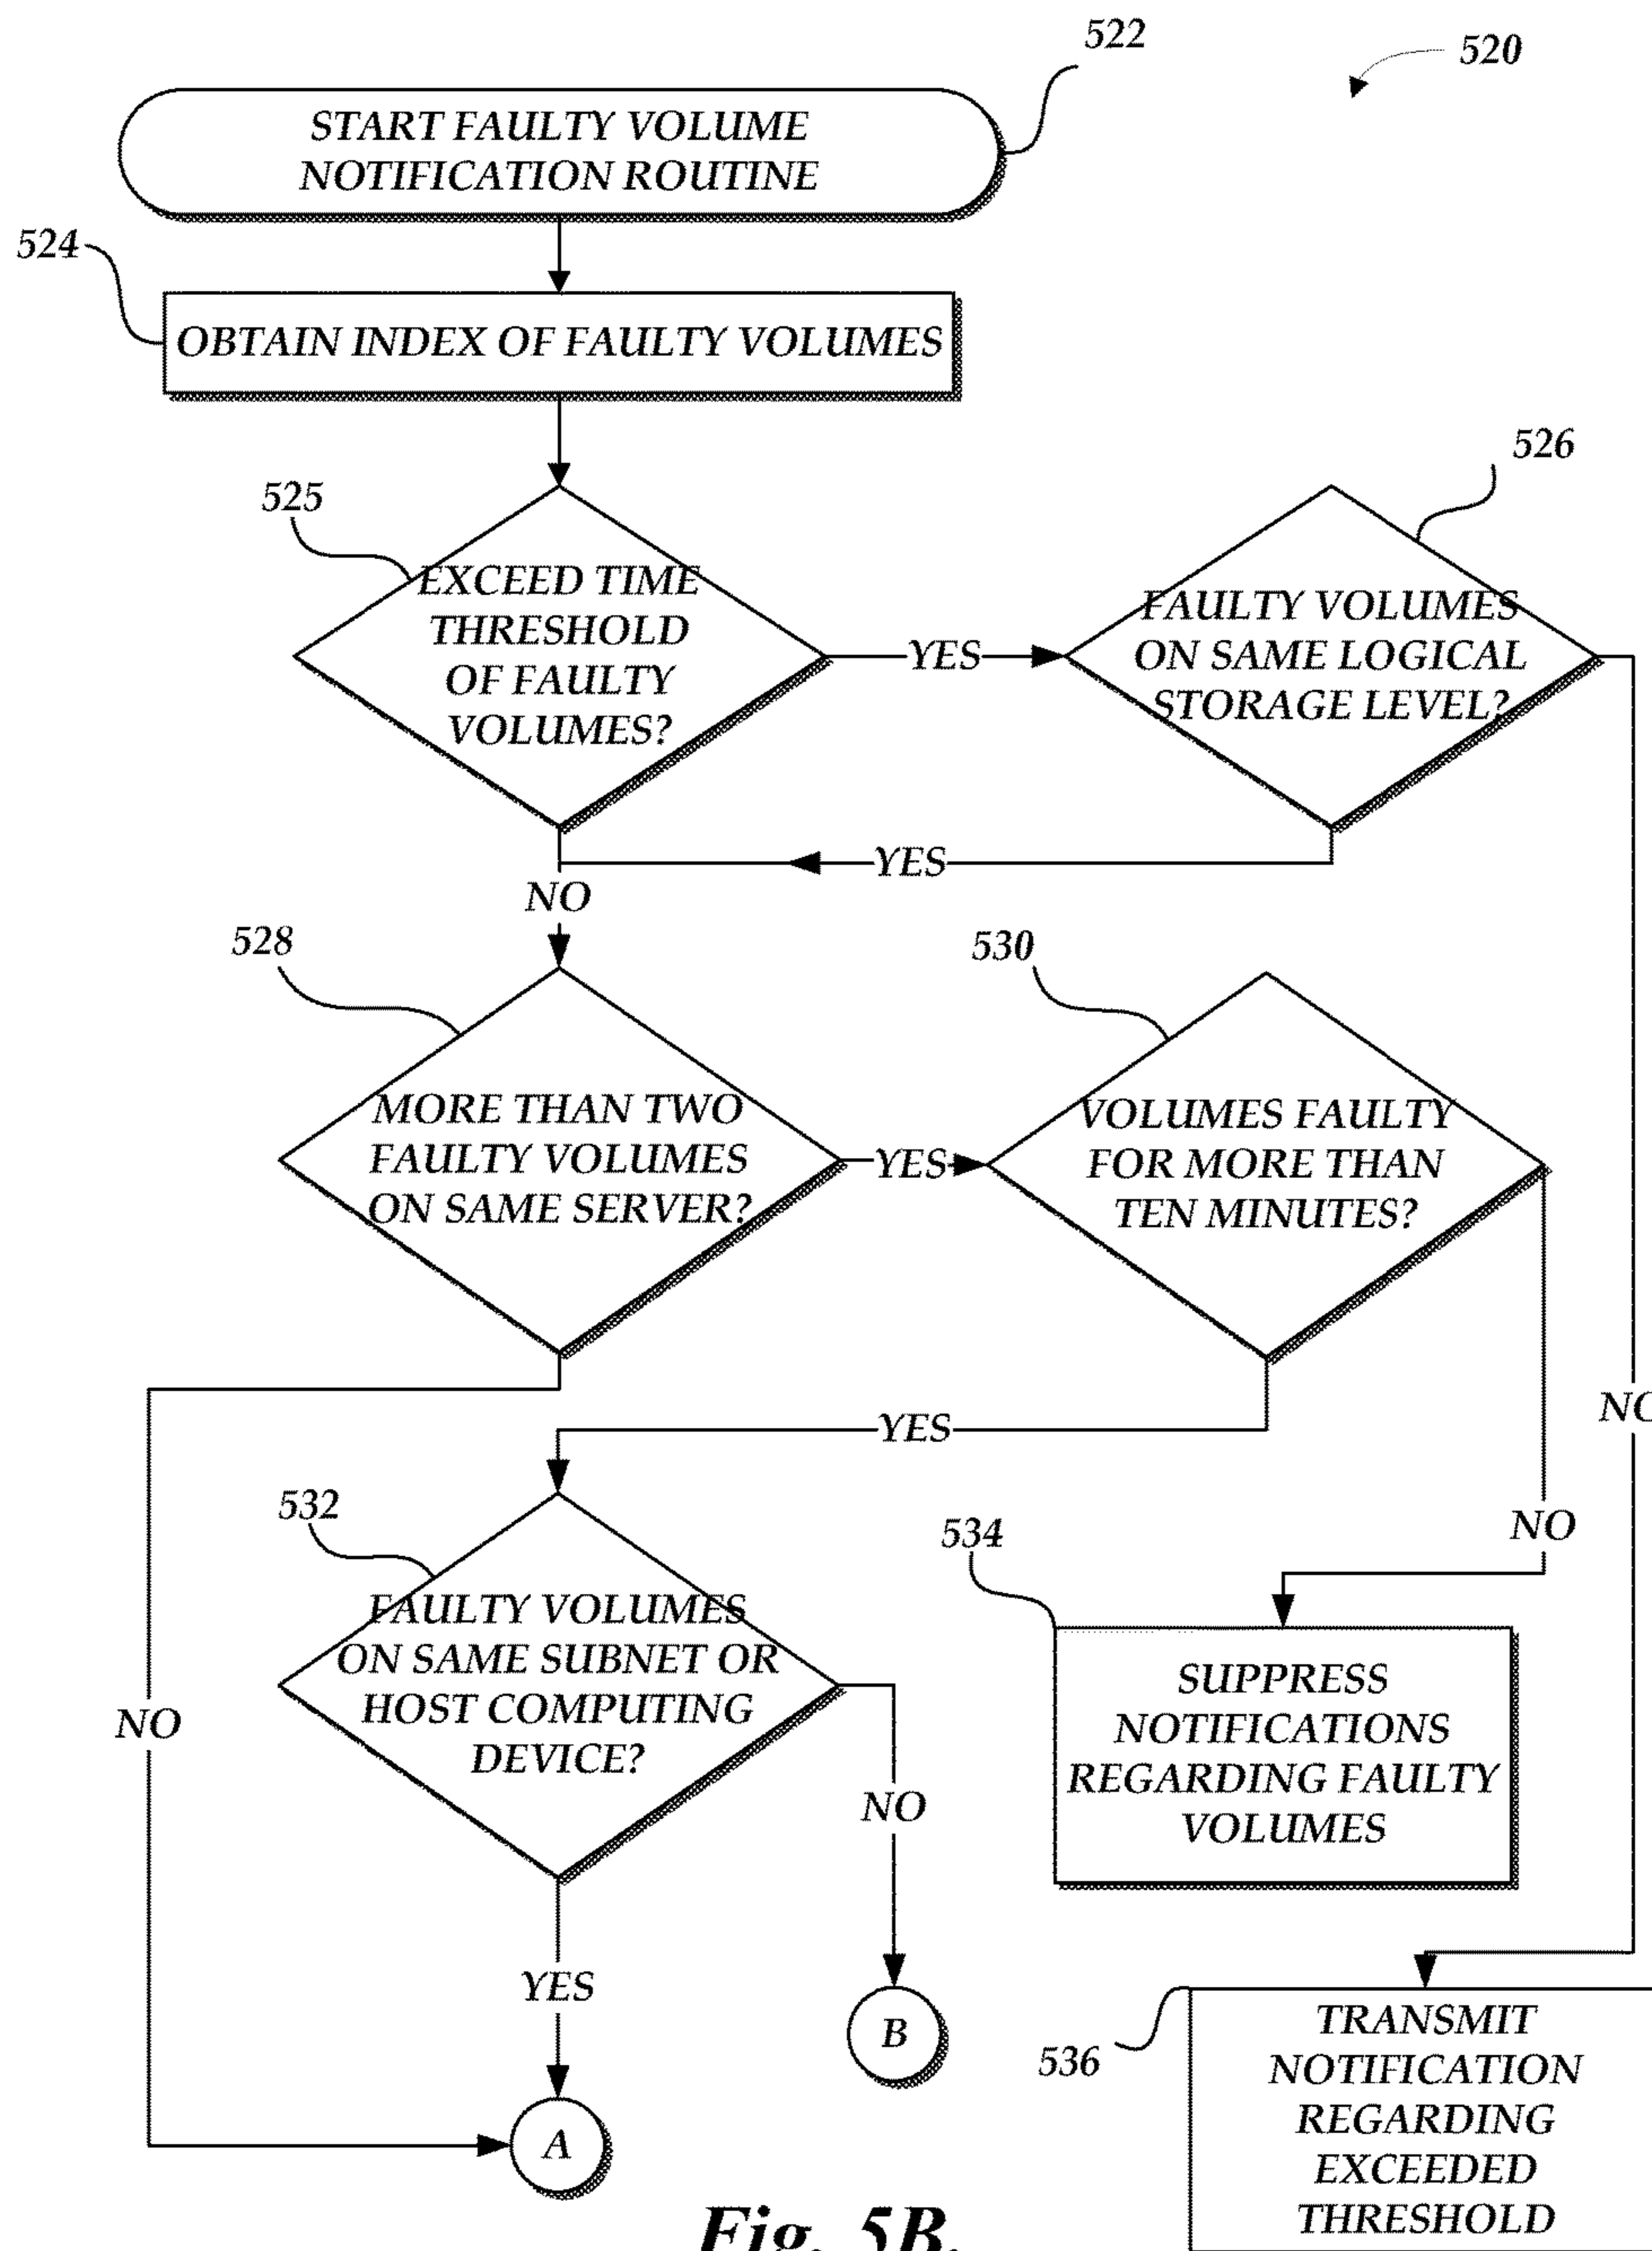 522
520
START FAULTY VOLUME
NOTIFICATION ROUTINE
524
OBTAIN INDEX OF FAULTY VOLUMES
526
525
EXCEED TIME
THRESHOLD
OF FAULTY
VOLUMES?
YES
FAULTY VOLUMES
ON SAME LOGICAL
STORAGE LEVEL?
YES
NO
528
530
MORE THAN TWO
FAULTY VOLUMES
ON SAME SERVER?
YES
VOLUMES FAULTY
FOR MORE THAN
TEN MINUTES?
NO
YES
532
534
NO
FAULTY VOLUMES
ON SAME SUBNET OR
HOST COMPUTING
DEVICE?
NO
NO
SUPPRESS
NOTIFICATIONS
REGARDING FAULTY
VOLUMES
YES
B
536
TRANSMIT
NOTIFICATION
REGARDING
EXCEEDED
THRESHOLD
A
Fig. 5B.